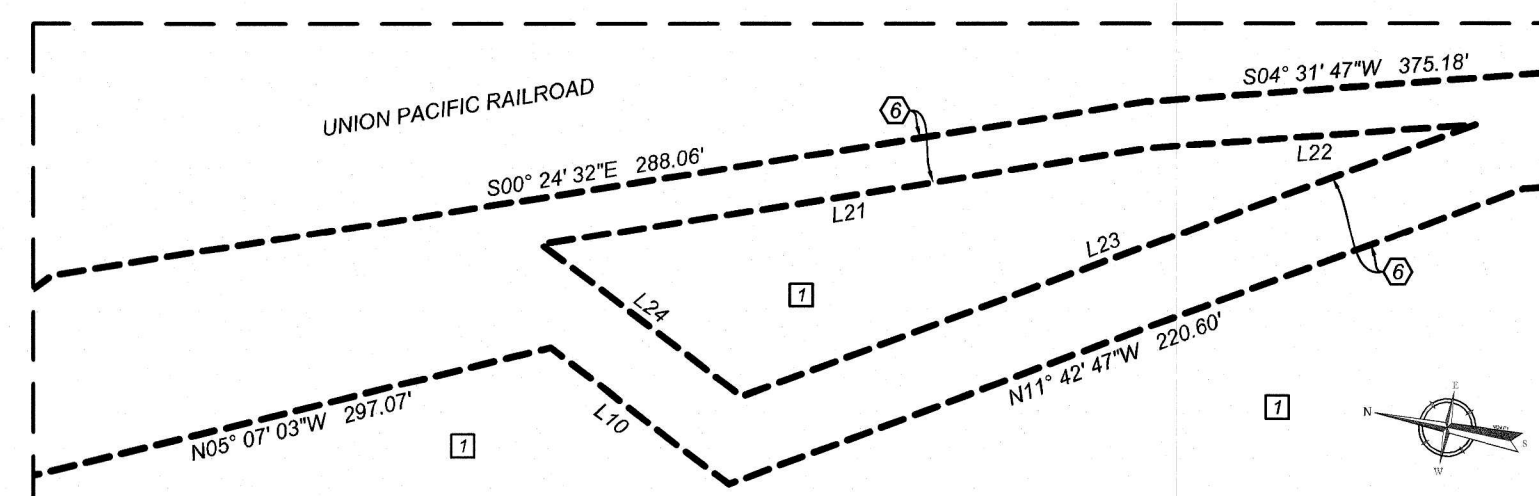 S04° 31' 47"W 375.18'
UNION PACIFIC RAILROAD
6
S00° 24' 32"E 288.06'
L22
L21
L23
6
1
L24
N11° 42' 47"W 220.60'
N05° 07' 03"W 297.07'
L10
1
1
E
N
S
W